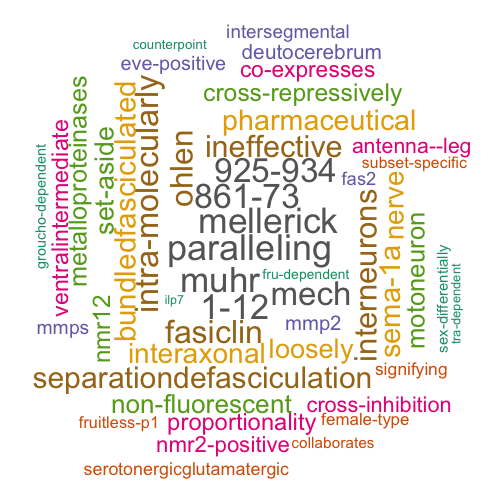 intersegmental
counterpoint
deutocerebrum
eve-positive
co-expresses
cross-repressively
pharmaceutical
ineffective
antenna--leg
subset-specific
925-934
fas2
861-73
mellerick
paralleling
muhr
fru-dependent
ilp7
1-12
mech
fasiclin
mmp2
interaxonal
loosely
separationdefasciculation
signifying
non-fluorescent
cross-inhibition
fruitless-p1
proportionality
female-type
nmr2-positive
collaborates
serotonergicglutamatergic
mmps
groucho-dependent
ventralintermediate
metalloproteinases
set-aside
nmr12
bundledfasciculated
intra-molecularly
ohlen
interneurons
sema-1a
nerve
motoneuron
sex-differentially
tra-dependent